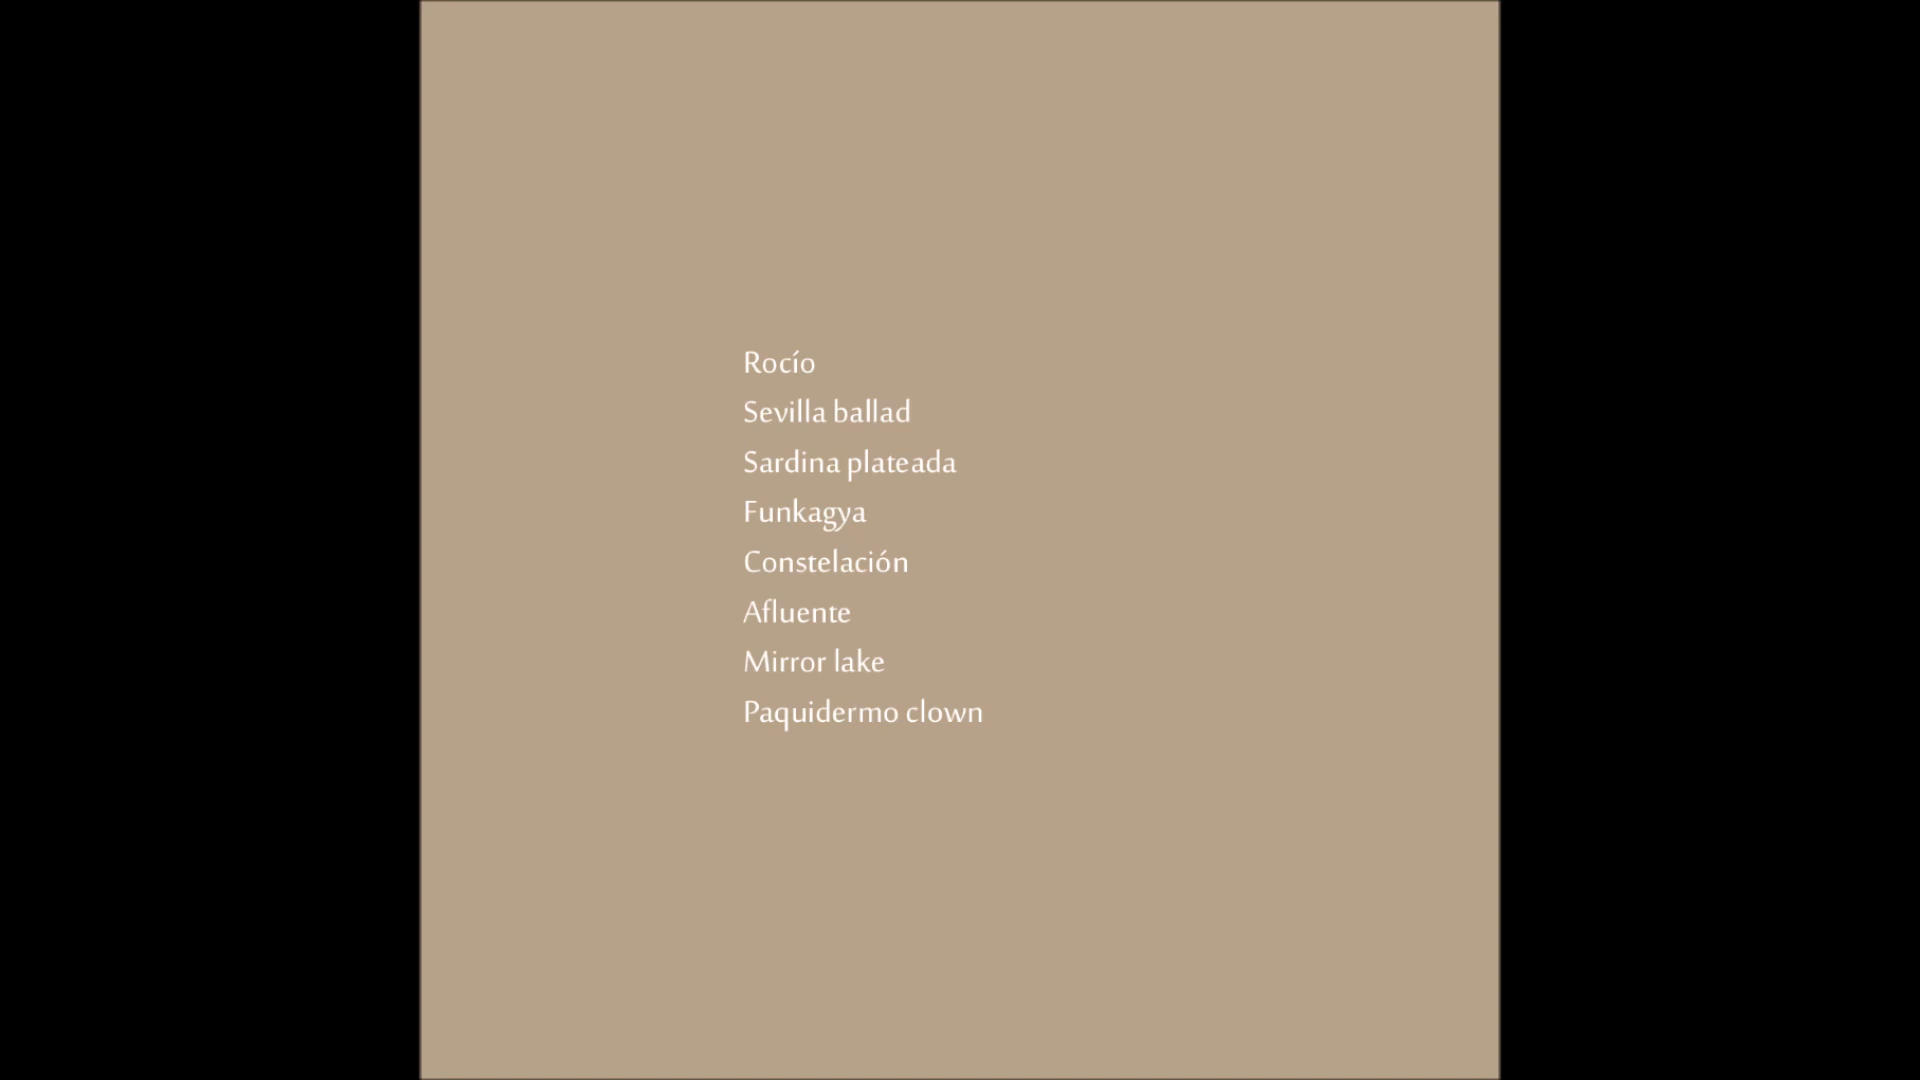 Rocío
Sevilla ballad
Sardina plateada
Funkagya
Constelación
Afluente
Mirror lake
Paquidermo clown